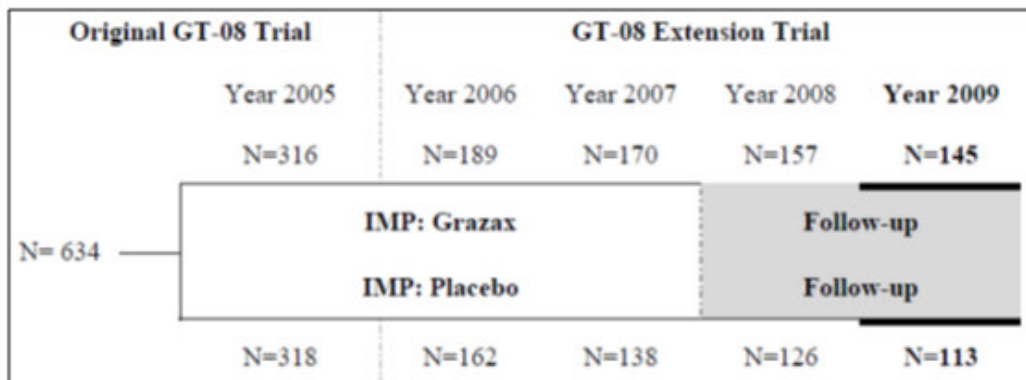 Original GT-08 Trial GT-08 Extension Trial
Year 2005 Year 2006 Year 2007 Year 2008 Year 2009
N=316 N=189 N=170 N=157 N=145
IMP: Grazax Follow-up
N= 634
IMP: Placebo Follow-up
N=318 N=162 N=138 N=126 N=113